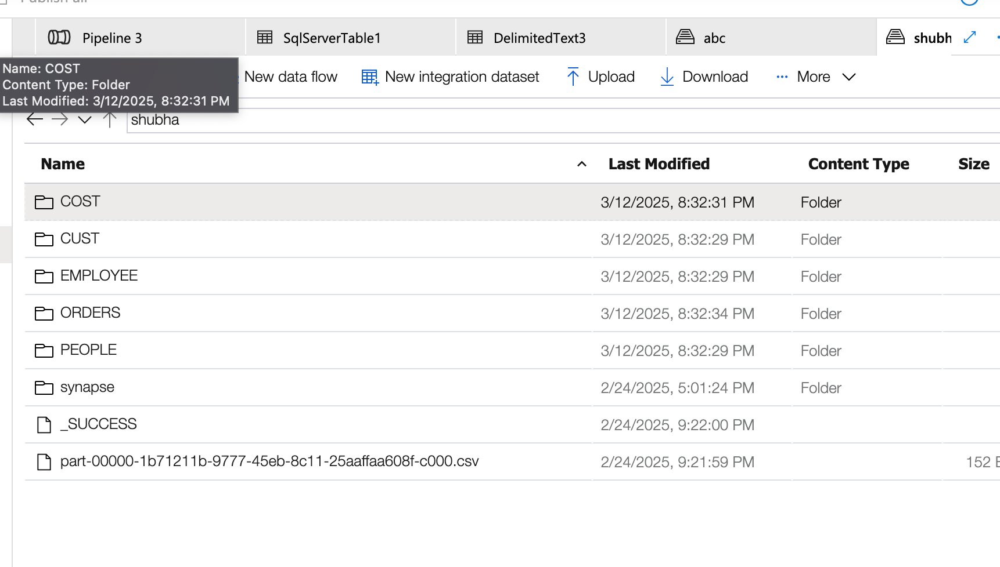 Publish all
Pipeline 3
SqlServerTable1
DelimitedText3
abc
shubh
Name: COST
Content Type: Folder
Last Modified: 3/12/2025, 8:32:31 PM
New data flow
New integration dataset
Upload
Download
More
shubha
Name Last Modified Content Type Size
COST 3/12/2025, 8:32:31 PM Folder
CUST 3/12/2025, 8:32:29 PM Folder
EMPLOYEE 3/12/2025, 8:32:29 PM Folder
ORDERS 3/12/2025, 8:32:34 PM Folder
PEOPLE 3/12/2025, 8:32:29 PM Folder
synapse 2/24/2025, 5:01:24 PM Folder
_SUCCESS 2/24/2025, 9:22:00 PM
part-00000-1b71211b-9777-45eb-8c11-25aaffaa608f-c000.csv 2/24/2025, 9:21:59 PM 152